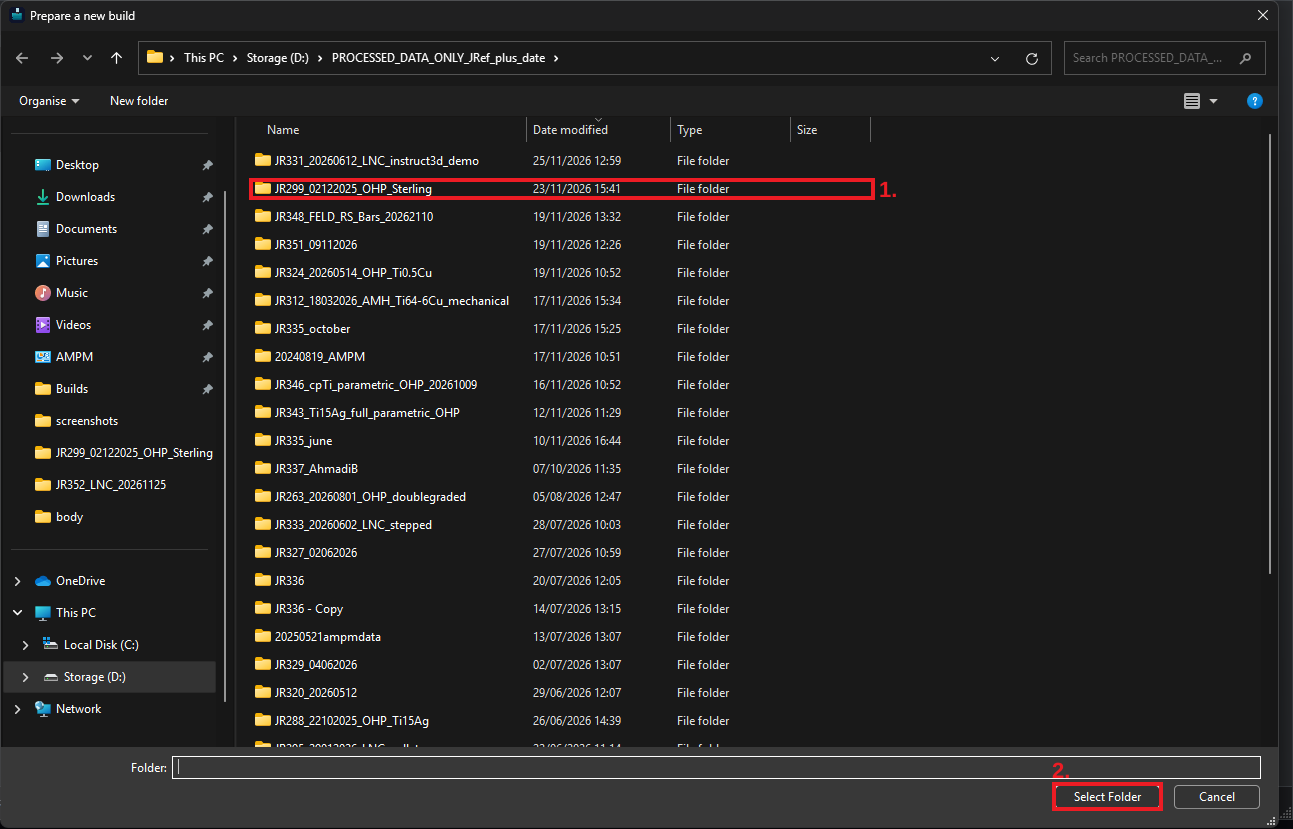 Prepare a new build
This PC > Storage (D:) > PROCESSED_DATA_ONLY_JRef_plus_date >
Search PROCESSED_DATA_...
Organise
New folder
Name Date modified Type Size
JR331_20260612_LNC_instruct3d_demo 25/11/2026 12:59 File folder
JR299_02122025_OHP_Sterling 23/11/2026 15:41 File folder 1.
JR348_FELD_RS_Bars_20262110 19/11/2026 13:32 File folder
JR351_09112026 19/11/2026 12:26 File folder
JR324_20260514_OHP_Ti0.5Cu 19/11/2026 10:52 File folder
JR312_18032026_AMH_Ti64-6Cu_mechanical 17/11/2026 15:34 File folder
JR335_october 17/11/2026 15:25 File folder
20240819_AMPM 17/11/2026 10:51 File folder
JR346_cpTi_parametric_OHP_20261009 16/11/2026 10:52 File folder
JR343_Ti15Ag_full_parametric_OHP 12/11/2026 11:29 File folder
JR335_june 10/11/2026 16:44 File folder
JR337_AhmadiB 07/10/2026 11:35 File folder
JR263_20260801_OHP_doublegraded 05/08/2026 12:47 File folder
JR333_20260602_LNC_stepped 28/07/2026 10:03 File folder
JR327_02062026 27/07/2026 10:59 File folder
JR336 20/07/2026 12:05 File folder
JR336 - Copy 14/07/2026 13:15 File folder
20250521ampmdata 13/07/2026 13:07 File folder
JR329_04062026 02/07/2026 13:07 File folder
JR320_20260512 29/06/2026 12:07 File folder
JR288_22102025_OHP_Ti15Ag 26/06/2026 14:39 File folder
Desktop
Downloads
Documents
Pictures
Music
Videos
AMPM
Builds
screenshots
JR299_02122025_OHP_Sterling
JR352_LNC_20261125
body
OneDrive
This PC
Local Disk (C:)
Storage (D:)
Network
Folder:
2.
Select Folder
Cancel